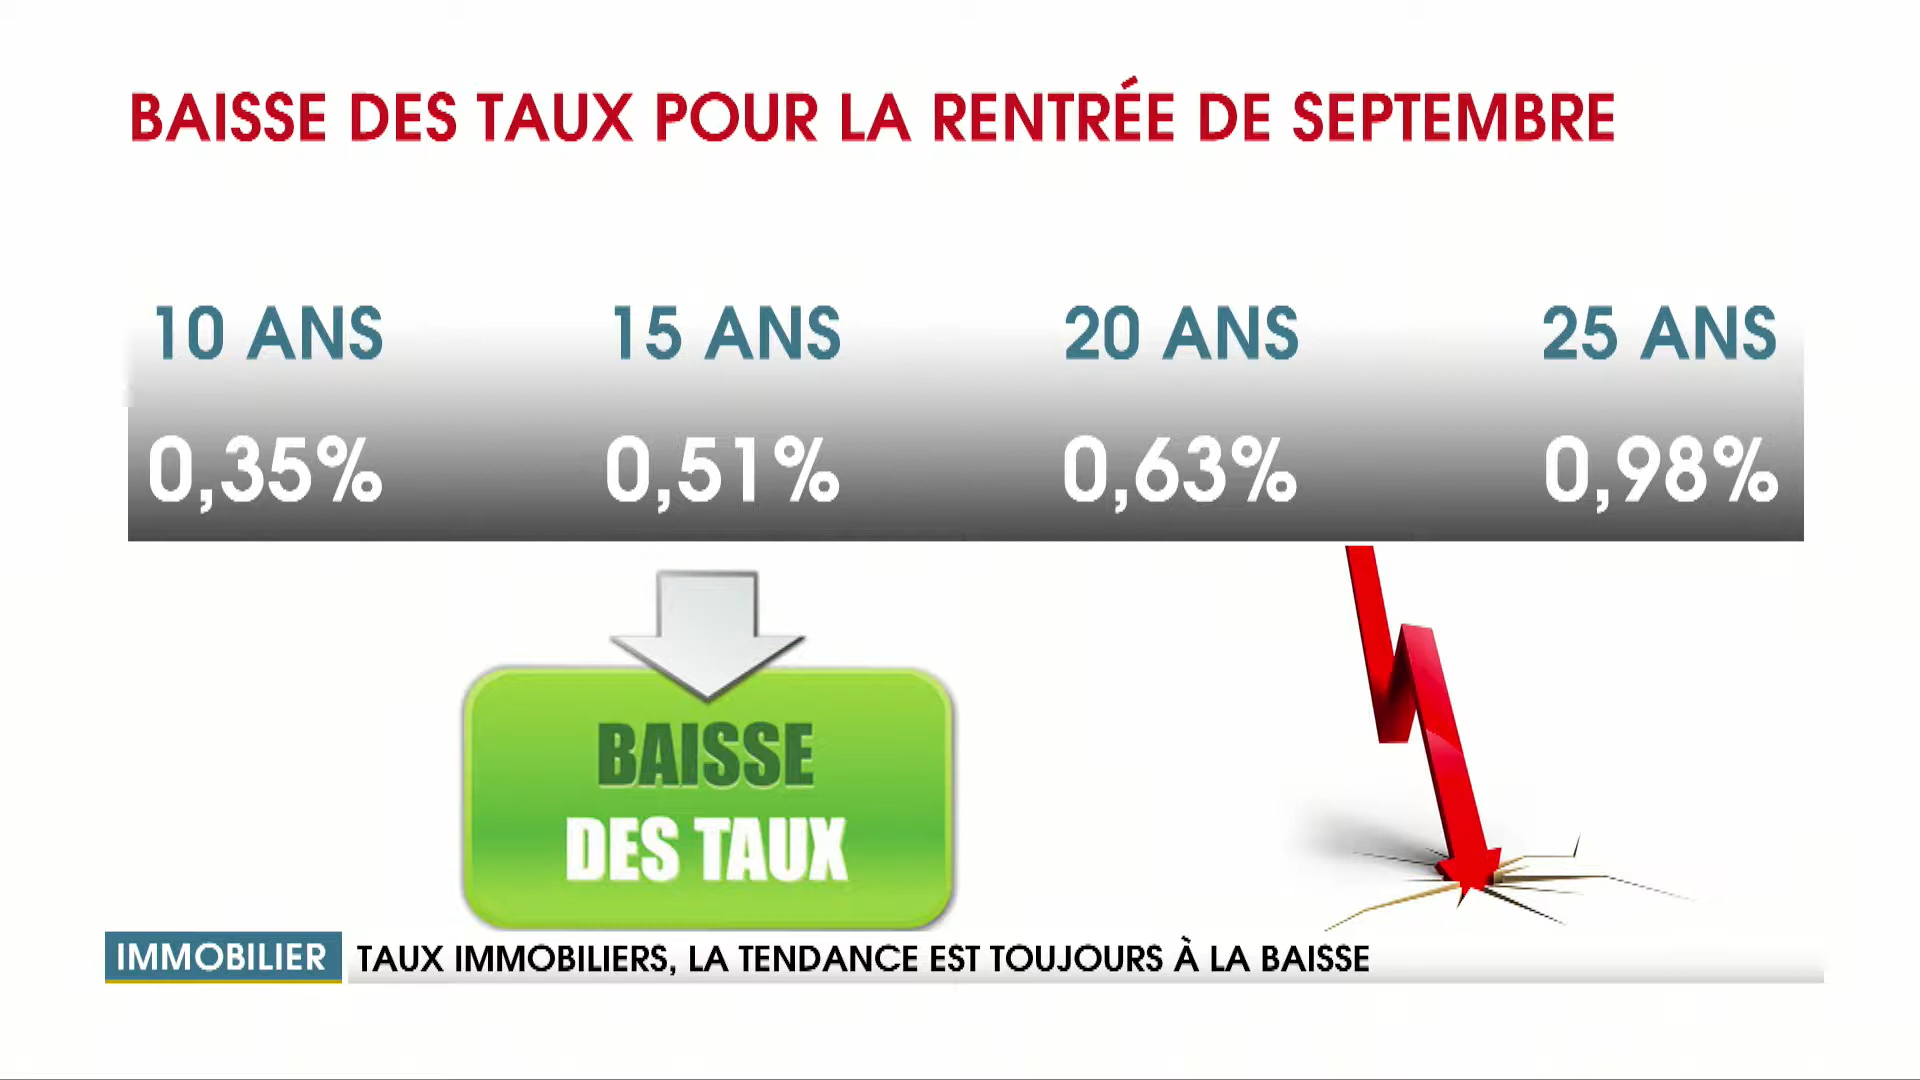 BAISSE DES TAUX POUR LA RENTRÉE DE SEPTEMBRE
10 ANS 15 ANS 20 ANS 25 ANS
0,35% 0,51% 0,63% 0,98%
BAISSE
DES TAUX
IMMOBILIER TAUX IMMOBILIERS, LA TENDANCE EST TOUJOURS À LA BAISSE